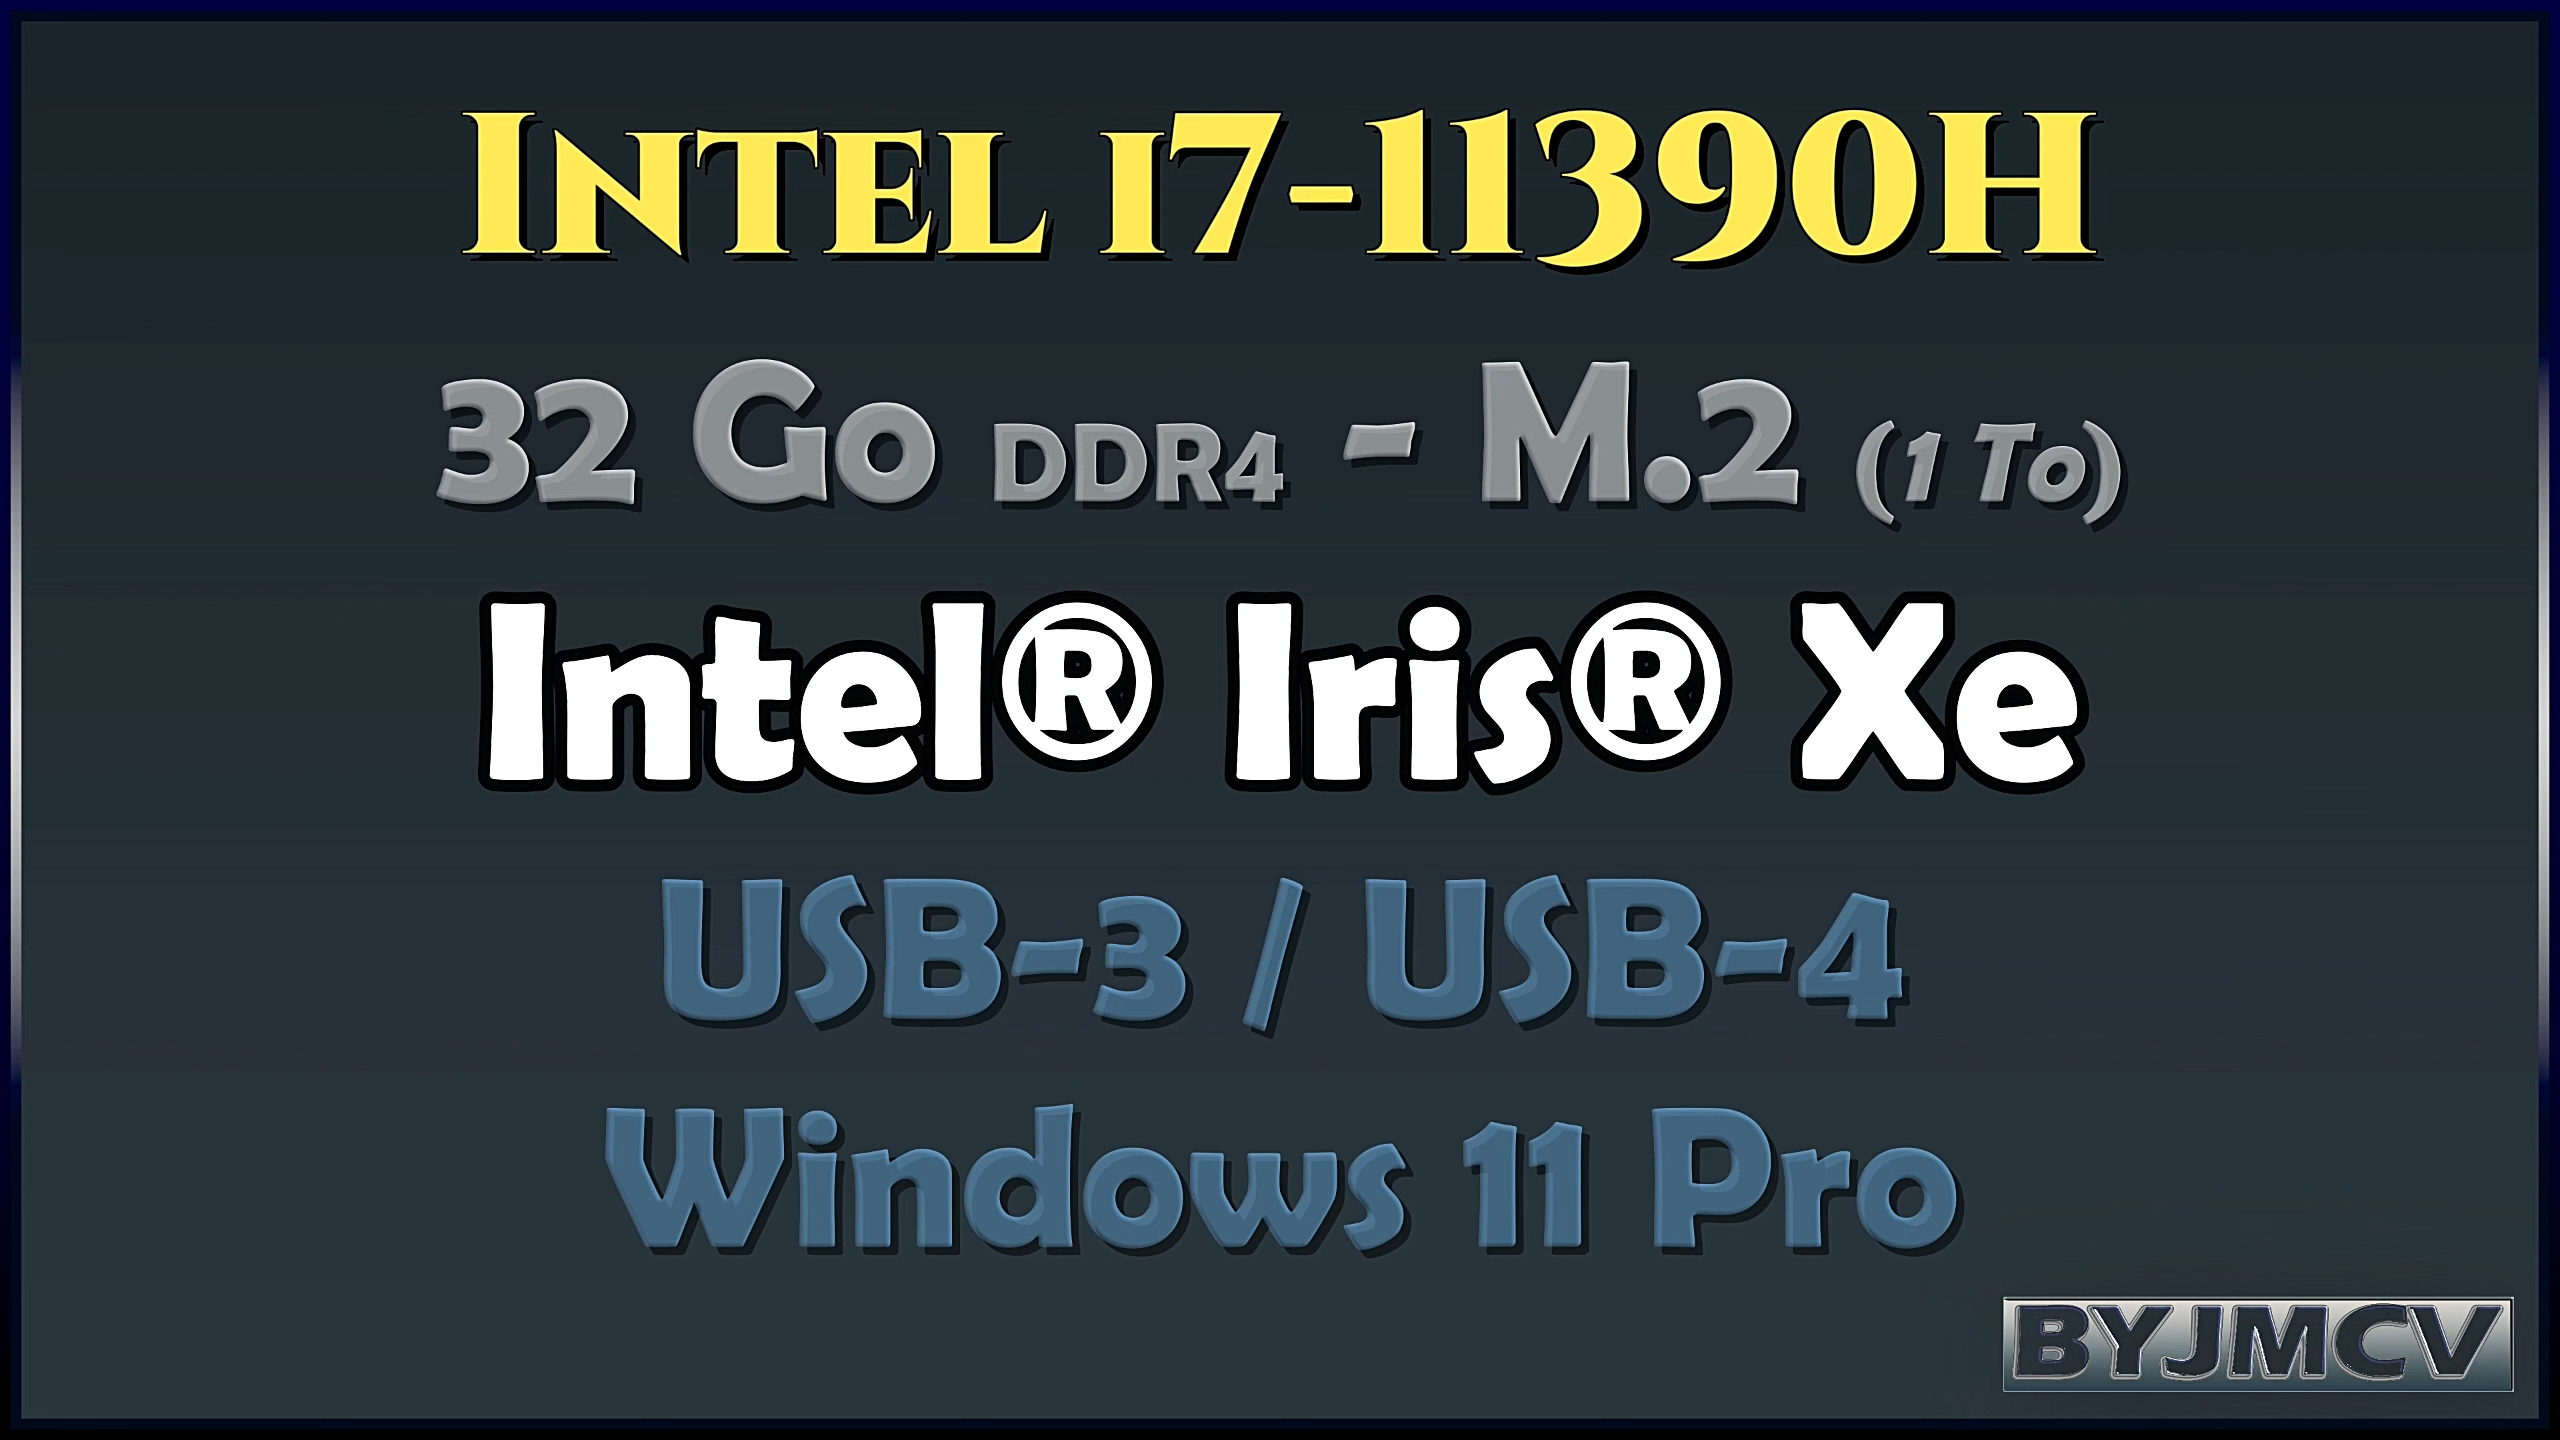 Intel i7-11390H
32 Go DDR4 - M.2 (1 To)
Intel® Iris® Xe
USB-3 / USB-4
Windows 11 Pro
BYJMCV